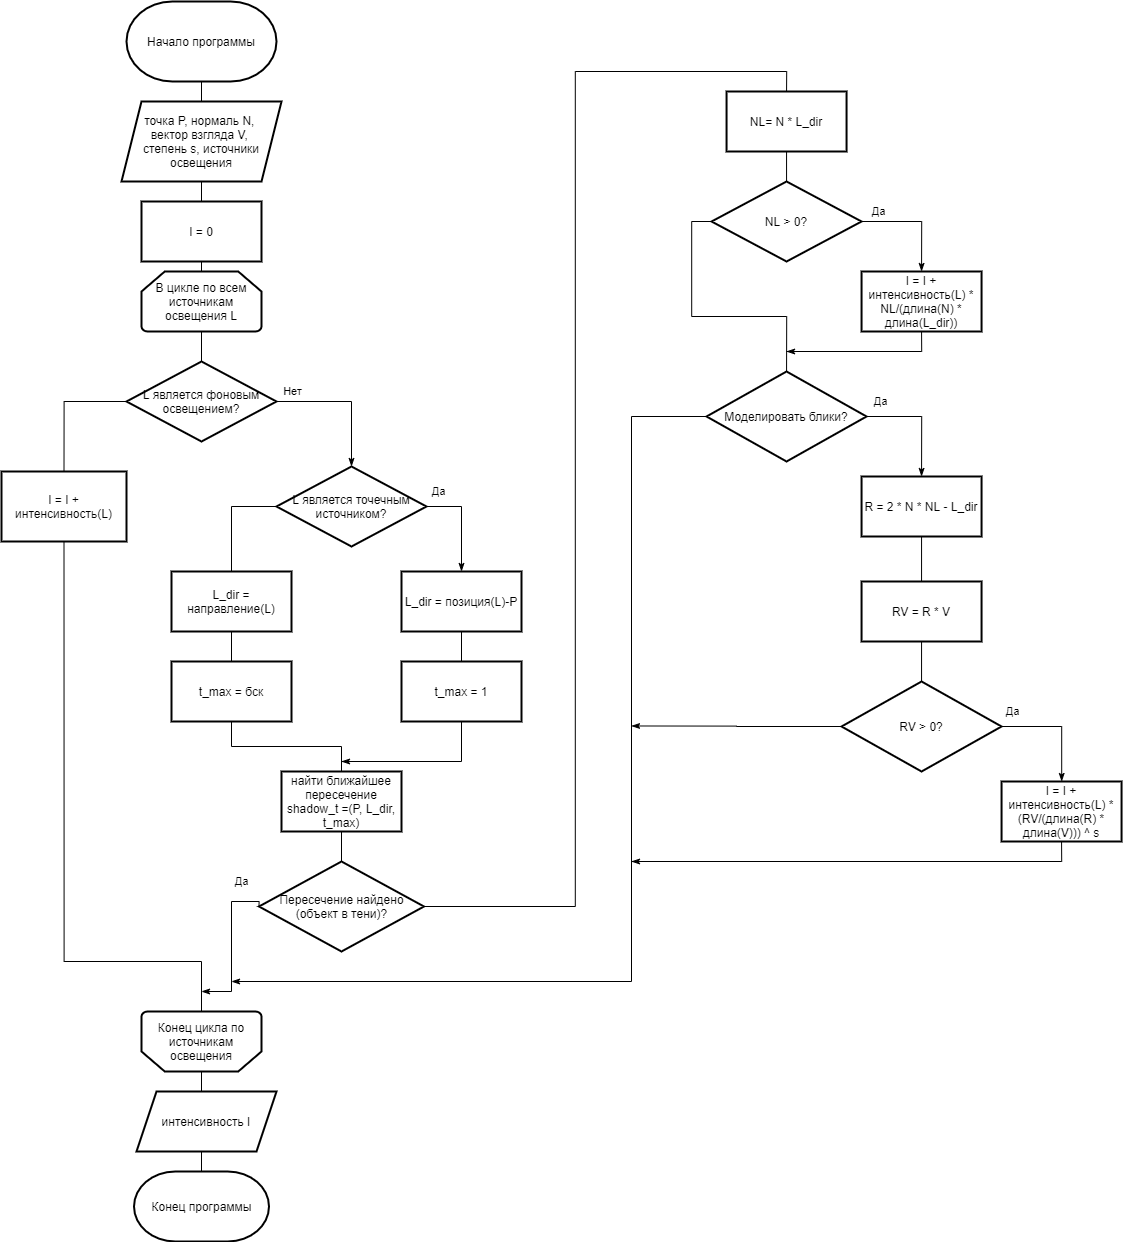 Начало программы
точка P, нормаль N,
вектор взгляда V,
степень s, источники
освещения
I = 0
В цикле по всем
источникам
освещения L
L является фоновым
освещением?
Нет
I = I +
интенсивность(L)
L является точечным
источником?
Да
L_dir =
направление(L)
L_dir = позиция(L)-P
t_max = бск
t_max = 1
найти ближайшее
пересечение
shadow_t =(P, L_dir,
t_max)
Да
Пересечение найдено
(объект в тени)?
NL= N * L_dir
NL > 0?
Да
I = I +
интенсивность(L) *
NL/(длина(N) *
длина(L_dir))
Моделировать блики?
Да
R = 2 * N * NL - L_dir
RV = R * V
RV > 0?
Да
I = I +
интенсивность(L) *
(RV/(длина(R) *
длина(V))) ^ s
Конец цикла по
источникам
освещения
интенсивность I
Конец программы